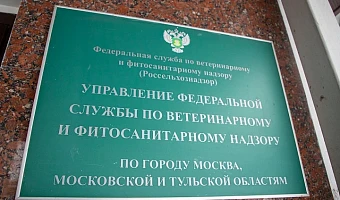 Федеральная служба по ветеринарному
и фитосанитарному надзору
(Россельхознадзор)
УПРАВЛЕНИЕ ФЕДЕРАЛЬНОЙ
СЛУЖБЫ ПО ВЕТЕРИНАРНОМУ
И ФИТОСАНИТАРНОМУ НАДЗОРУ
ПО ГОРОДУ МОСКВА,
МОСКОВСКОЙ И ТУЛЬСКОЙ ОБЛАСТЯМ